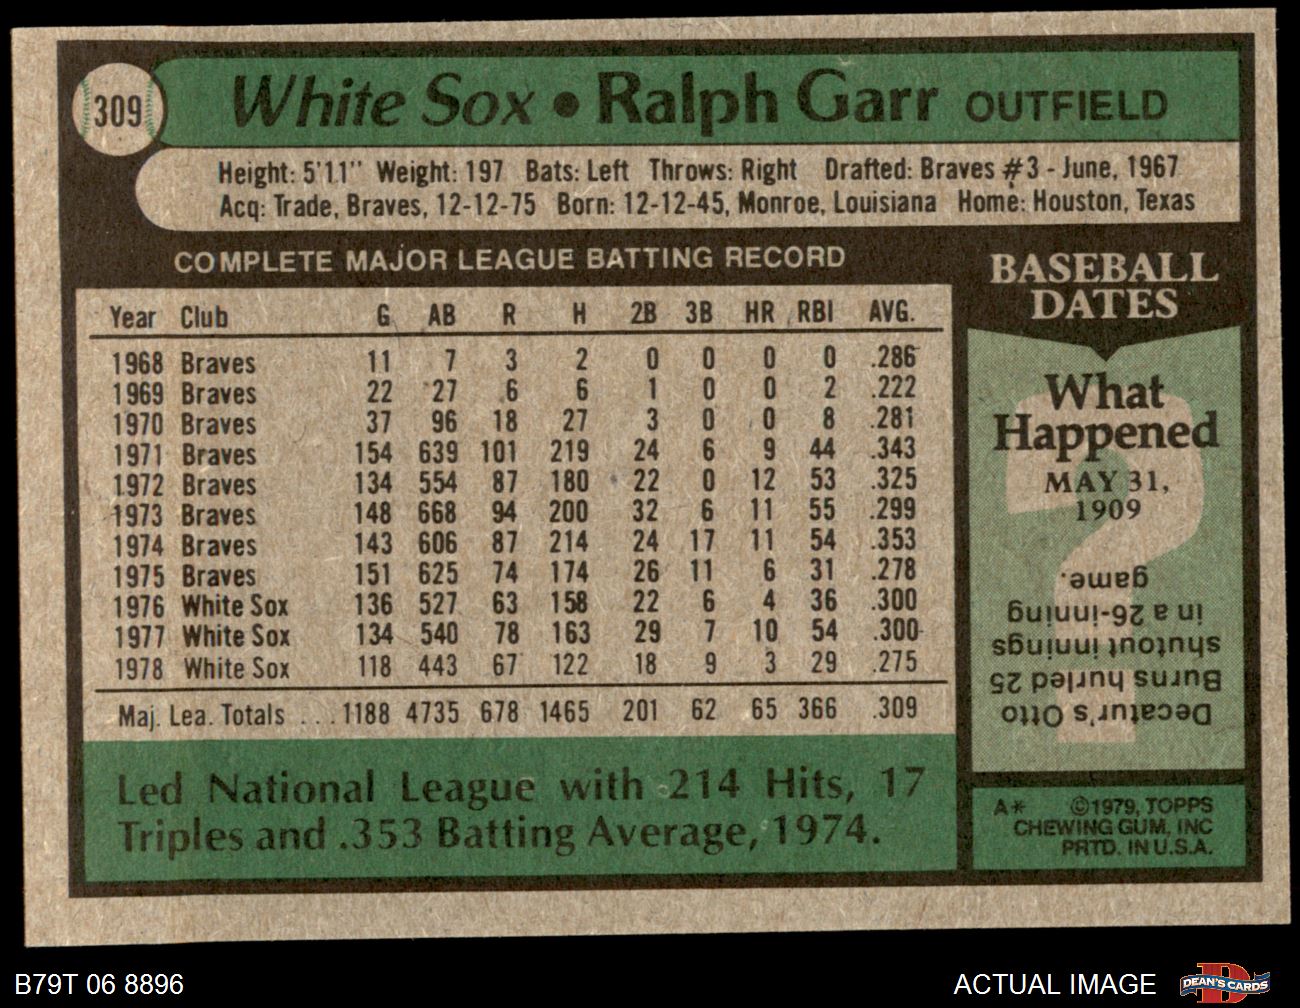 309
White Sox • Ralph Garr OUTFIELD
Height: 5'11" Weight: 197 Bats: Left Throws: Right Drafted: Braves #3 - June, 1967
Acq: Trade, Braves, 12-12-75 Born: 12-12-45, Monroe, Louisiana Home: Houston, Texas
COMPLETE MAJOR LEAGUE BATTING RECORD
Year Club G AB R H 2B 3B HR RBI AVG.
1968 Braves 11 7 3 2 0 0 0 0 .286
1969 Braves 22 27 6 6 1 0 0 2 .222
1970 Braves 37 96 18 27 3 0 0 8 .281
1971 Braves 154 639 101 219 24 6 9 44 .343
1972 Braves 134 554 87 180 22 0 12 53 .325
1973 Braves 148 668 94 200 32 6 11 55 .299
1974 Braves 143 606 87 214 24 17 11 54 .353
1975 Braves 151 625 74 174 26 11 6 31 .278
1976 White Sox 136 527 63 158 22 6 4 36 .300
1977 White Sox 134 540 78 163 29 7 10 54 .300
1978 White Sox 118 443 67 122 18 9 3 29 .275
Maj. Lea. Totals ... 1188 4735 678 1465 201 62 65 366 .309
Led National League with 214 Hits, 17
Triples and .353 Batting Average, 1974.
BASEBALL
DATES
What
Happened
MAY 31,
1909
Decatur's Otto
Burns hurled 25
shutout innings
in a 26-inning
game.
A* ©1979, TOPPS
CHEWING GUM, INC
PRTD. IN U.S.A.
B79T 06 8896
ACTUAL IMAGE
DEAN'S CARDS